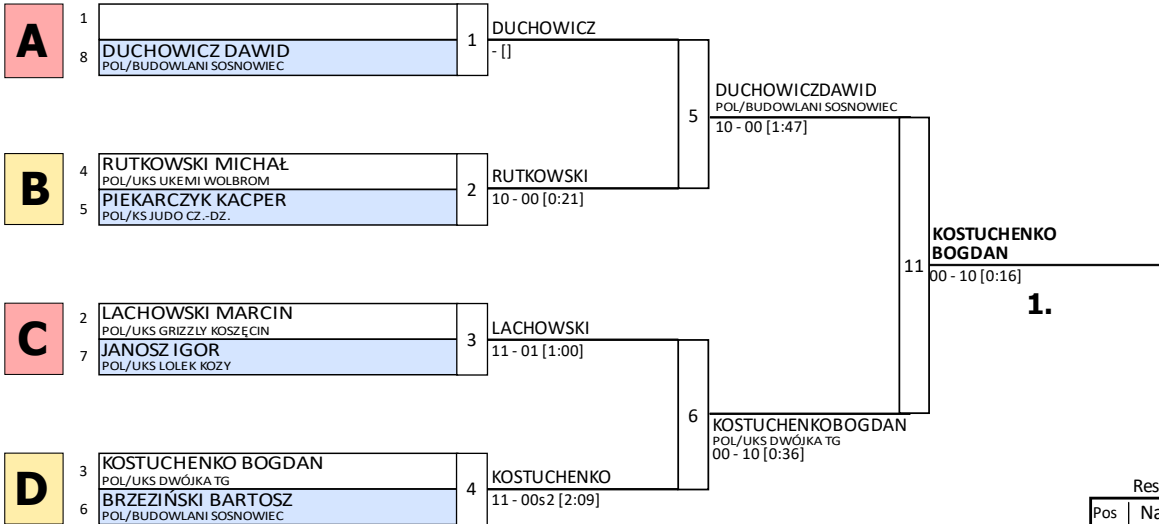 A
1
8
DUCHOWICZ DAWID
POL/BUDOWLANI SOSNOWIEC
1
DUCHOWICZ
- []
B
4
RUTKOWSKI MICHAŁ
POL/UKS UKEMI WOLBROM
5
PIEKARCZYK KACPER
POL/KS JUDO CZ.-DZ.
2
RUTKOWSKI
10 - 00 [0:21]
5
DUCHOWICZDAWID
POL/BUDOWLANI SOSNOWIEC
10 - 00 [1:47]
C
2
LACHOWSKI MARCIN
POL/UKS GRIZZLY KOSZĘCIN
7
JANOSZ IGOR
POL/UKS LOLEK KOZY
3
LACHOWSKI
11 - 01 [1:00]
D
3
KOSTUCHENKO BOGDAN
POL/UKS DWÓJKA TG
6
BRZEZIŃSKI BARTOSZ
POL/BUDOWLANI SOSNOWIEC
4
KOSTUCHENKO
11 - 00s2 [2:09]
6
KOSTUCHENKOBOGDAN
POL/UKS DWÓJKA TG
00 - 10 [0:36]
11
KOSTUCHENKO
BOGDAN
00 - 10 [0:16]
1.
Res
Pos Na